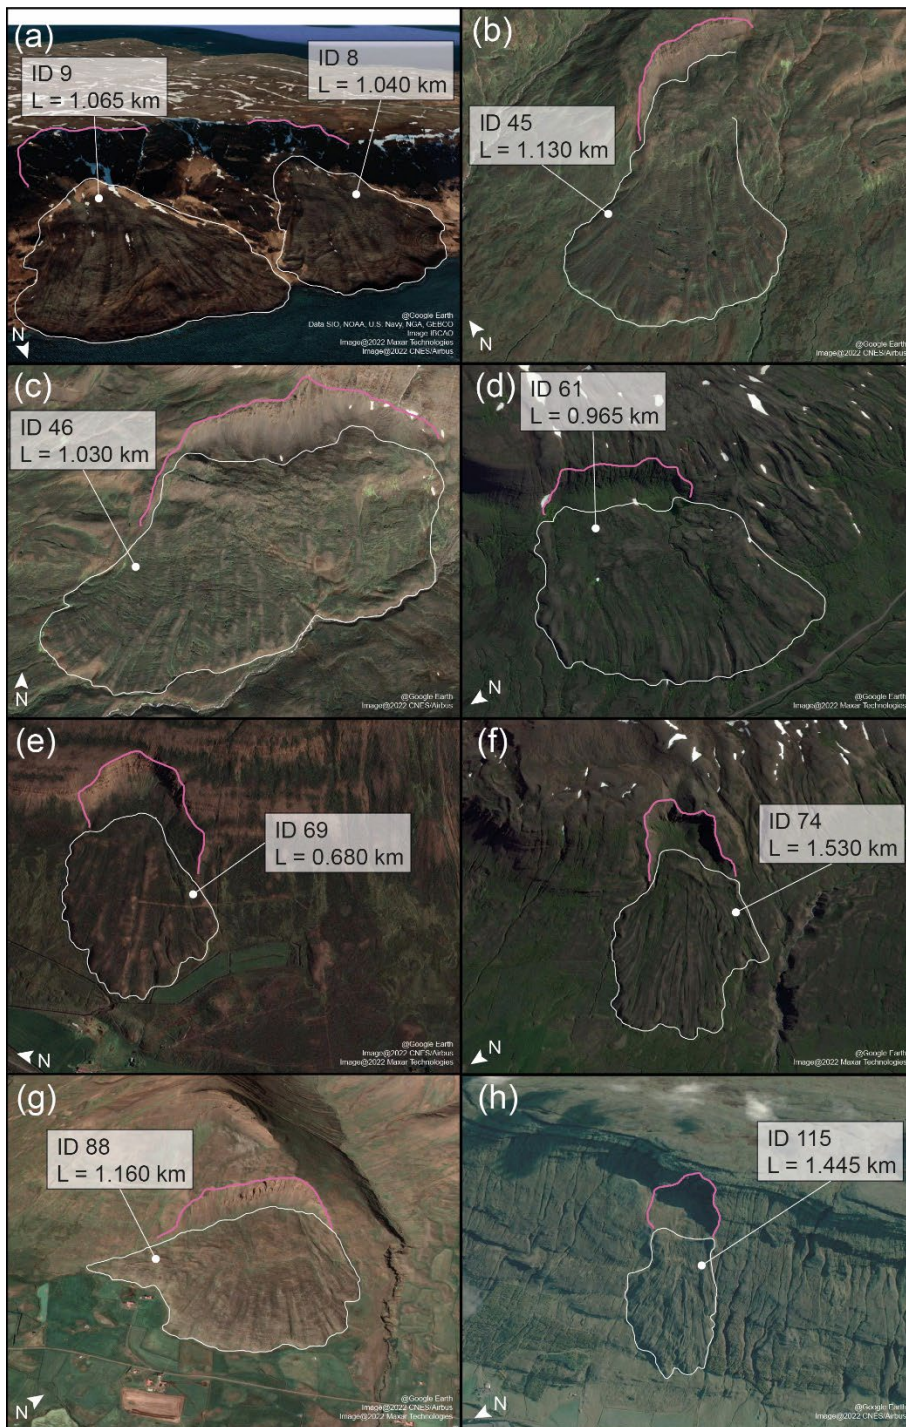 (a)
ID 9
L = 1.065 km
ID 8
L = 1.040 km
N
@Google Earth
Data SIO, NOAA, U.S. Navy, NGA, GEBCO
Image IBCAO
Image@2022 Maxar Technologies
Image@2022 CNES/Airbus
(b)
ID 45
L = 1.130 km
N
@Google Earth
Image@2022 CNES/Airbus
(c)
ID 46
L = 1.030 km
N
@Google Earth
Image@2022 CNES/Airbus
(d)
ID 61
L = 0.965 km
N
@Google Earth
Image@2022 Maxar Technologies
(e)
ID 69
L = 0.680 km
N
@Google Earth
Image@2022 CNES/Airbus
Image@2022 Maxar Technologies
(f)
ID 74
L = 1.530 km
N
@Google Earth
Image@2022 Maxar Technologies
(g)
ID 88
L = 1.160 km
N
@Google Earth
Image@2022 CNES/Airbus
Image@2022 Maxar Technologies
(h)
ID 115
L = 1.445 km
N
@Google Earth
Image@2022 CNES/Airbus